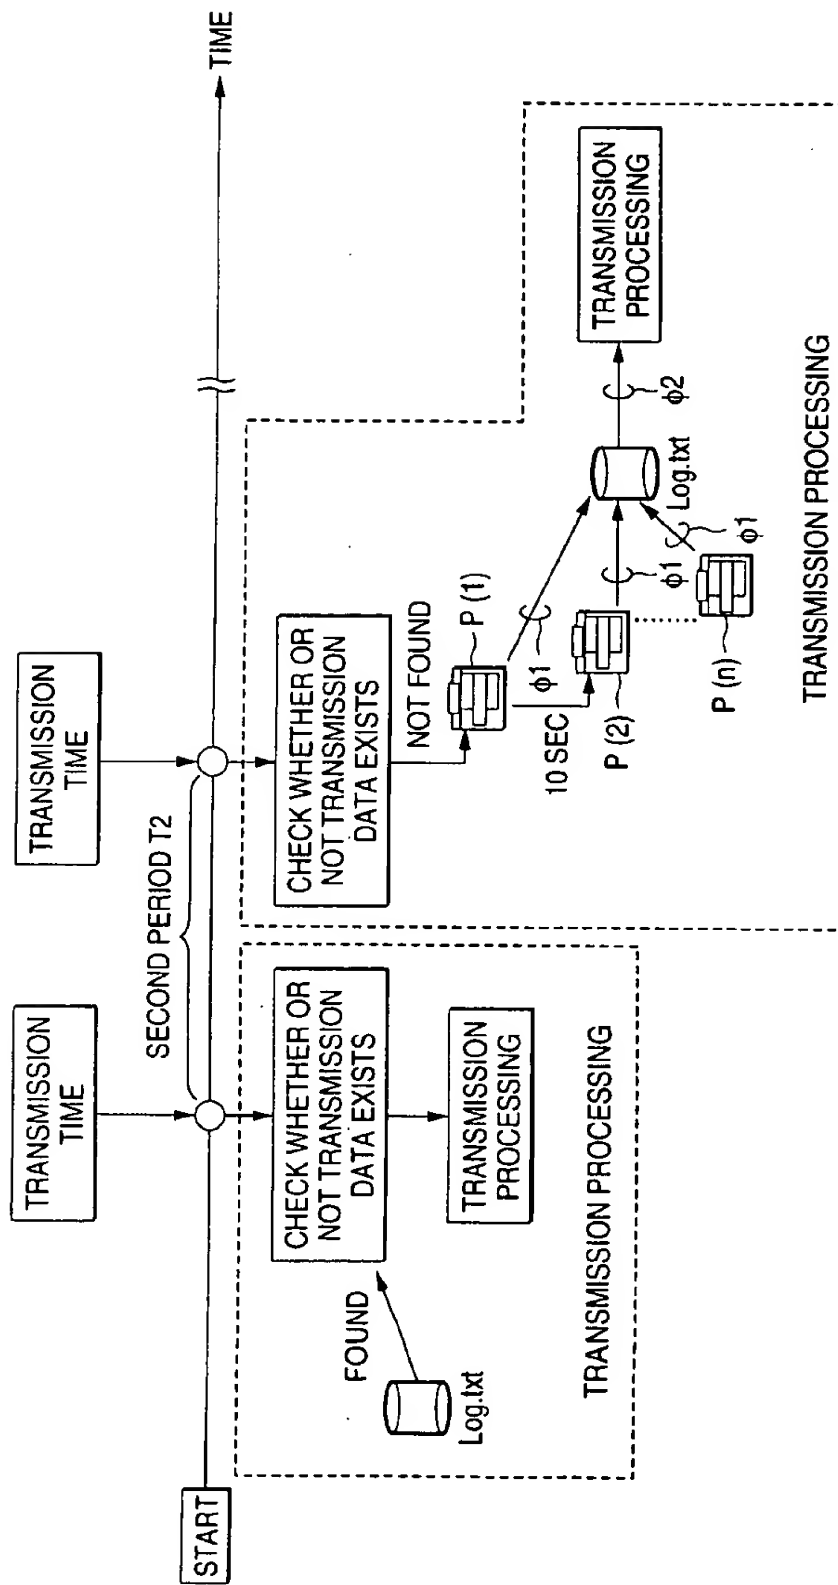 START
TRANSMISSION
TIME
SECOND PERIOD T2
TRANSMISSION
TIME
TIME
FOUND
Log.txt
CHECK WHETHER OR
NOT TRANSMISSION
DATA EXISTS
TRANSMISSION
PROCESSING
TRANSMISSION PROCESSING
CHECK WHETHER OR
NOT TRANSMISSION
DATA EXISTS
NOT FOUND
P (1)
10 SEC
ϕ1
P (2)
ϕ1
P (n)
ϕ1
Log.txt
ϕ2
TRANSMISSION
PROCESSING
TRANSMISSION PROCESSING